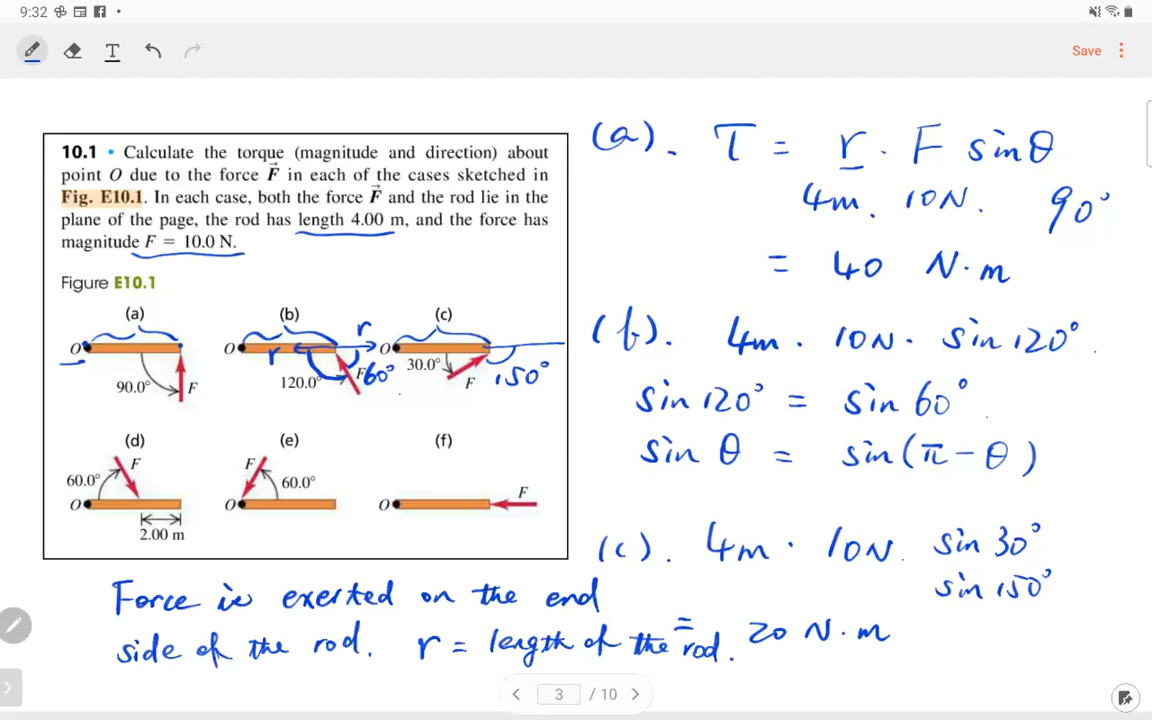 9:32
Save
10.1 • Calculate the torque (magnitude and direction) about
point O due to the force F⃗ in each of the cases sketched in
Fig. E10.1. In each case, both the force F⃗ and the rod lie in the
plane of the page, the rod has length 4.00 m, and the force has
magnitude F = 10.0 N.
Figure E10.1
(a) (b) (c)
r
O O r O 30.0°
90.0° F 120.0° F 60° F 150°
(d) (e) (f)
F F
60.0° 60.0° F
O O O
2.00 m
(a). τ = r · F sinθ
4m. 10N. 90°
= 40 N·m
(b). 4m · 10N · sin 120°.
sin 120° = sin 60°.
sin θ = sin(π - θ)
(c). 4m · 10N. sin 30°
sin 150°
= 20 N·m
Force is exerted on the end
side of the rod. r = length of the rod.
3 / 10